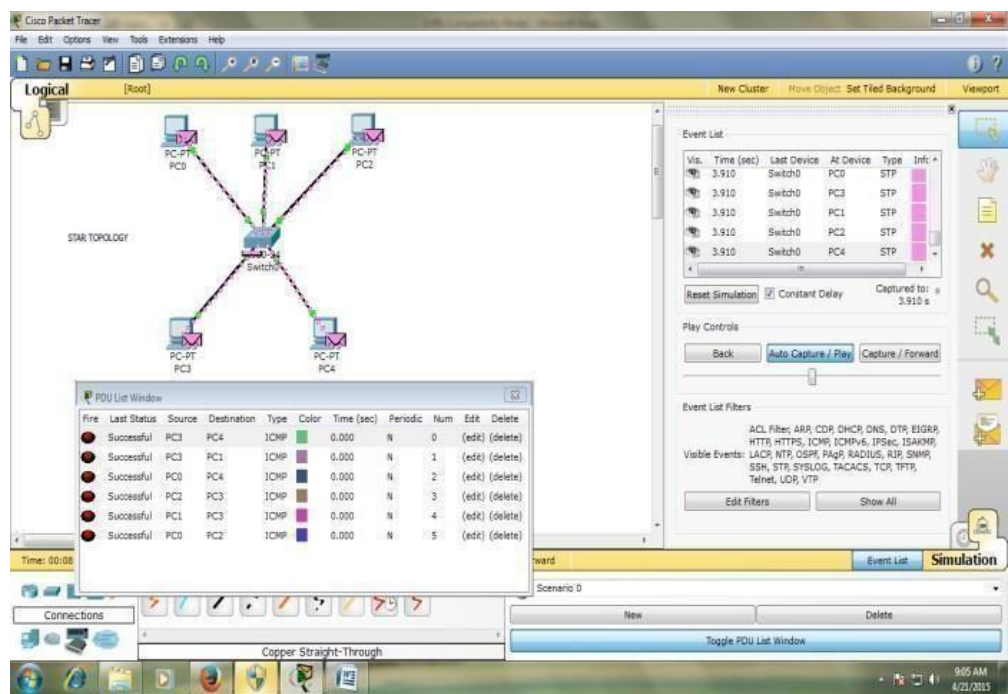 Cisco Packet Tracer
File Edit Options View Tools Extensions Help
Logical [Root] New Cluster Move Object Set Tiled Background Viewport
PC-PT
PC0
PC-PT
PC1
PC-PT
PC2
STAR TOPOLOGY
Switch0
PC-PT
PC3
PC-PT
PC4
Event List
Vis. Time (sec) Last Device At Device Type Info
3.910 Switch0 PC0 STP
3.910 Switch0 PC3 STP
3.910 Switch0 PC1 STP
3.910 Switch0 PC2 STP
3.910 Switch0 PC4 STP
Reset Simulation Constant Delay Captured to:
3.910 s
Play Controls
Back Auto Capture / Play Capture / Forward
Event List Filters
Visible Events: ACL Filter, ARP, CDP, DHCP, DNS, DTP, EIGRP,
HTTP, HTTPS, ICMP, ICMPv6, IPSec, ISAKMP,
LACP, NTP, OSPF, PAgP, RADIUS, RIP, SNMP,
SSH, STP, SYSLOG, TACACS, TCP, TFTP,
Telnet, UDP, VTP
Edit Filters Show All
PDU List Window
Fire Last Status Source Destination Type Color Time (sec) Periodic Num Edit Delete
Successful PC3 PC4 ICMP 0.000 N 0 (edit) (delete)
Successful PC3 PC1 ICMP 0.000 N 1 (edit) (delete)
Successful PC0 PC4 ICMP 0.000 N 2 (edit) (delete)
Successful PC2 PC3 ICMP 0.000 N 3 (edit) (delete)
Successful PC1 PC3 ICMP 0.000 N 4 (edit) (delete)
Successful PC0 PC2 ICMP 0.000 N 5 (edit) (delete)
Time: 00:08 ward Event List Simulation
Scenario 0
New Delete
Toggle PDU List Window
Connections
Copper Straight-Through
9:05 AM
4/21/2015